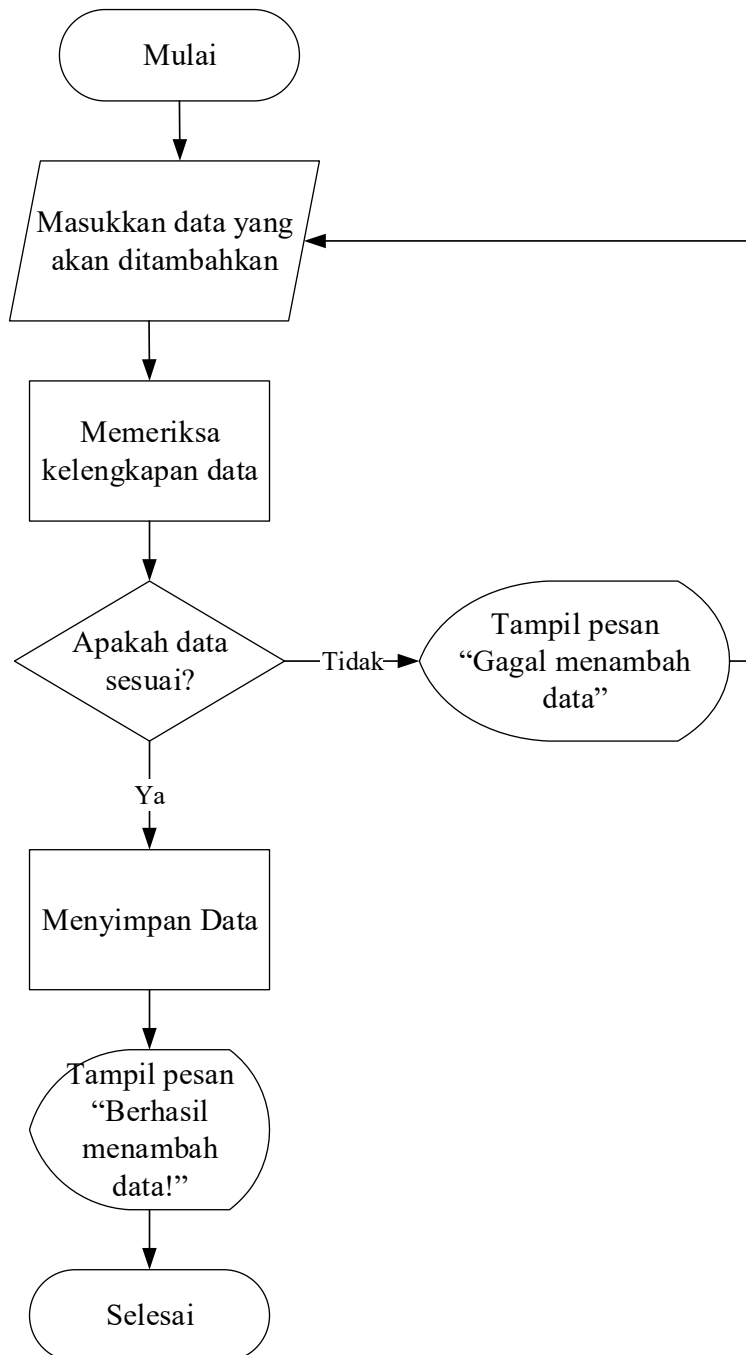 Mulai
Masukkan data yang
akan ditambahkan
Memeriksa
kelengkapan data
Apakah data
sesuai?
Tidak
Tampil pesan
“Gagal menambah
data”
Ya
Menyimpan Data
Tampil pesan
“Berhasil
menambah
data!”
Selesai